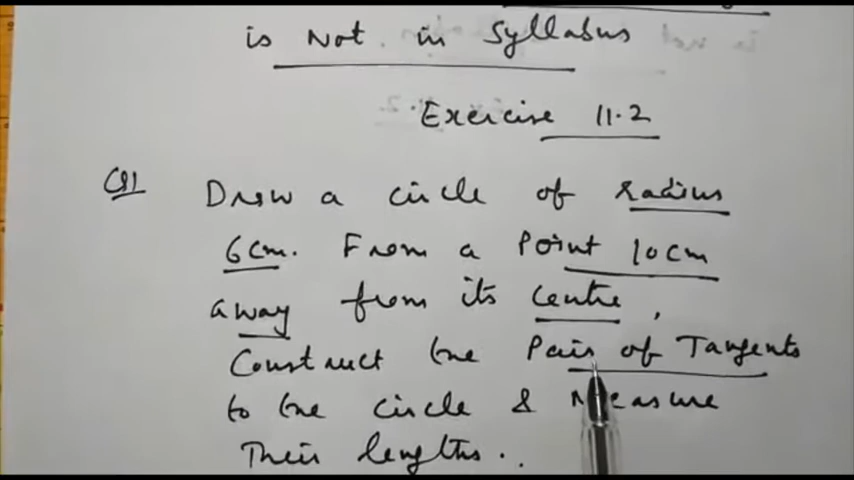 is Not in Syllabus
Exercise 11.2
Q1 Draw a circle of radius
6cm. From a Point 10cm
away from its Centre,
Construct the Pair of Tangents
to the circle & Measure
Their lengths.